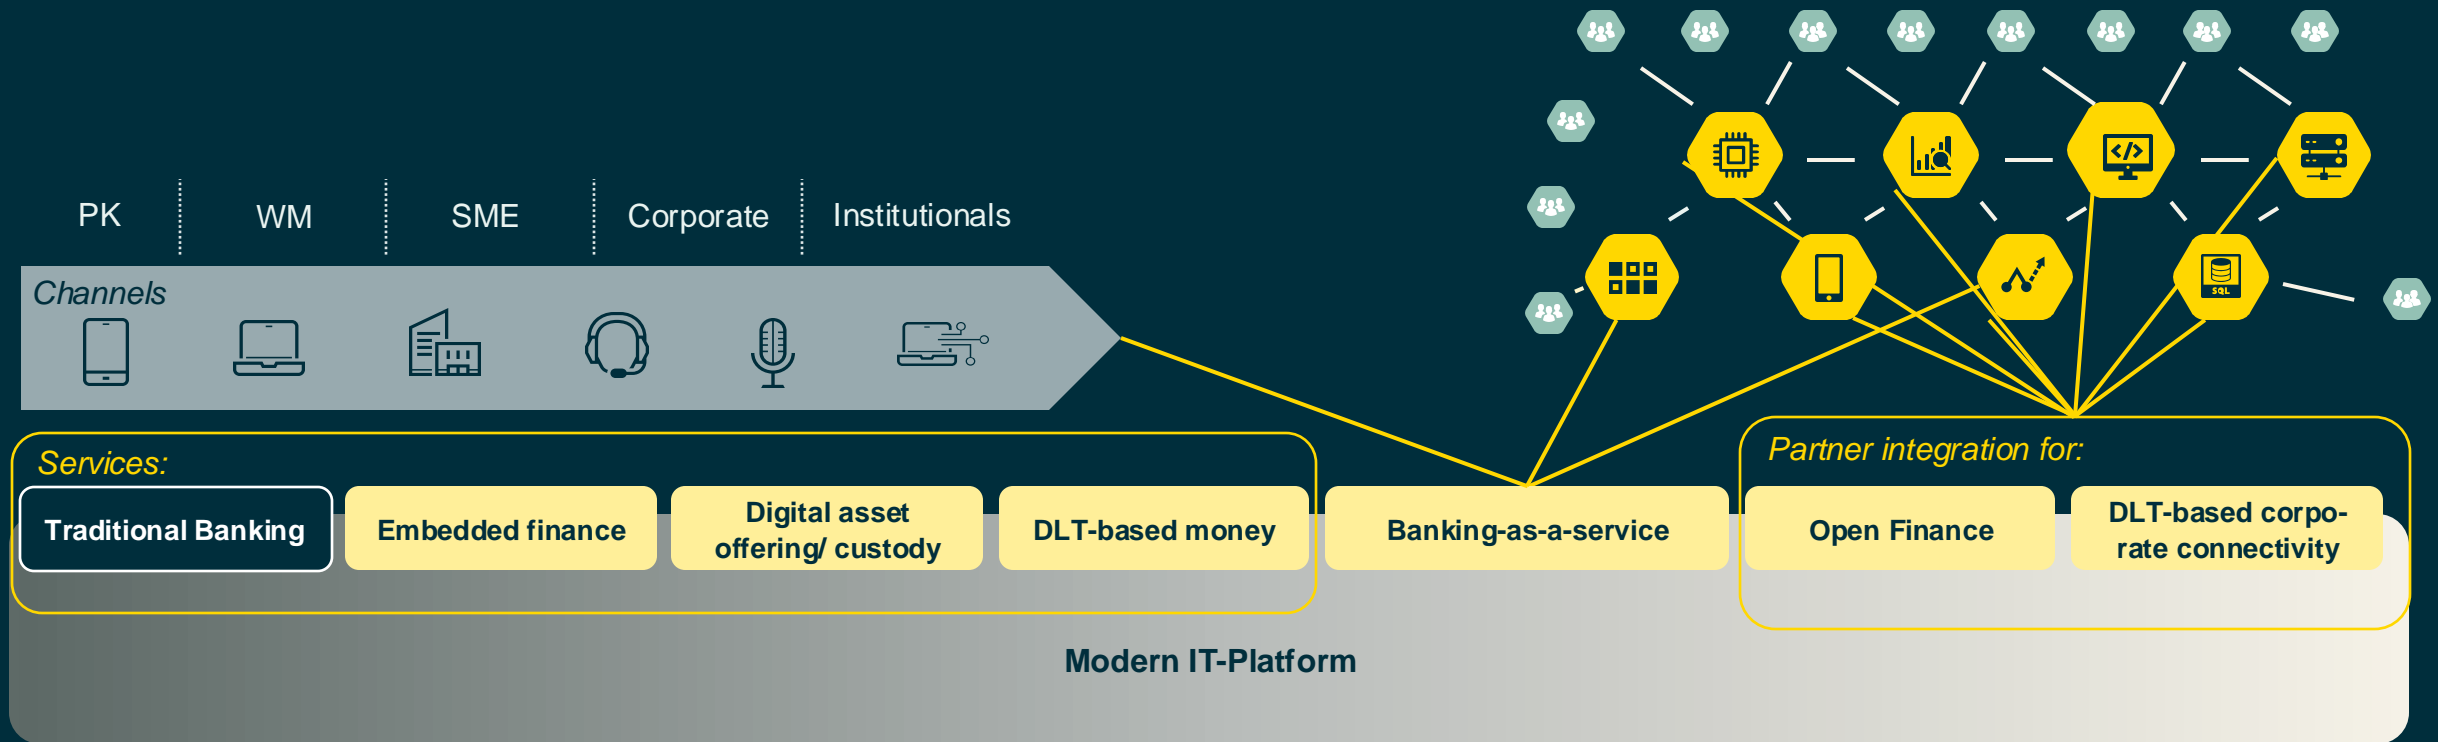 PK
WM
SME
Corporate
Institutionals
Channels
</>
SQL
Services:
Partner integration for:
Traditional Banking
Embedded finance
Digital asset
offering/ custody
DLT-based money
Banking-as-a-service
Open Finance
DLT-based corpo-
rate connectivity
Modern IT-Platform